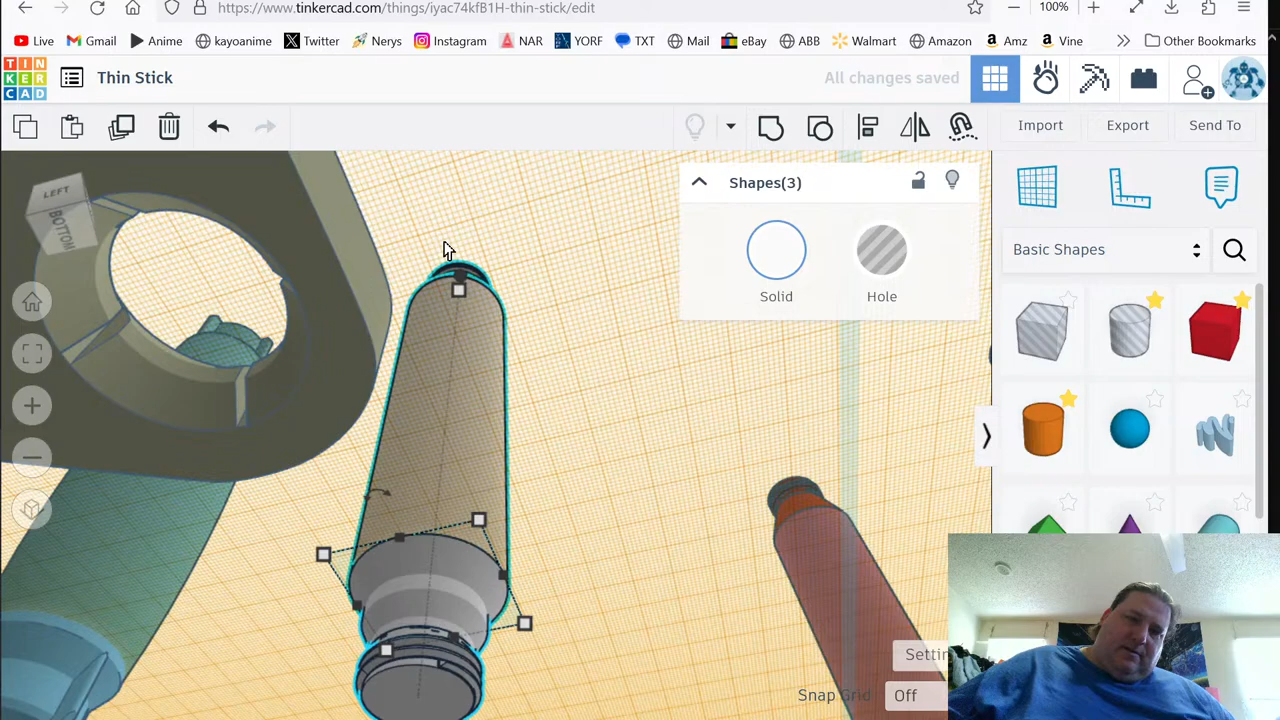 https://www.tinkercad.com/things/iyac74kfB1H-thin-stick/edit
100%
Live
Gmail
Anime
kayoanime
Twitter
Nerys
Instagram
NAR
YORF
TXT
Mail
eBay
ABB
Walmart
Amazon
Amz
Vine
Other Bookmarks
TIN
KER
CAD
Thin Stick
All changes saved
Import
Export
Send To
LEFT
BOTTOM
Shapes(3)
Solid
Hole
Basic Shapes
Snap Grid
Off